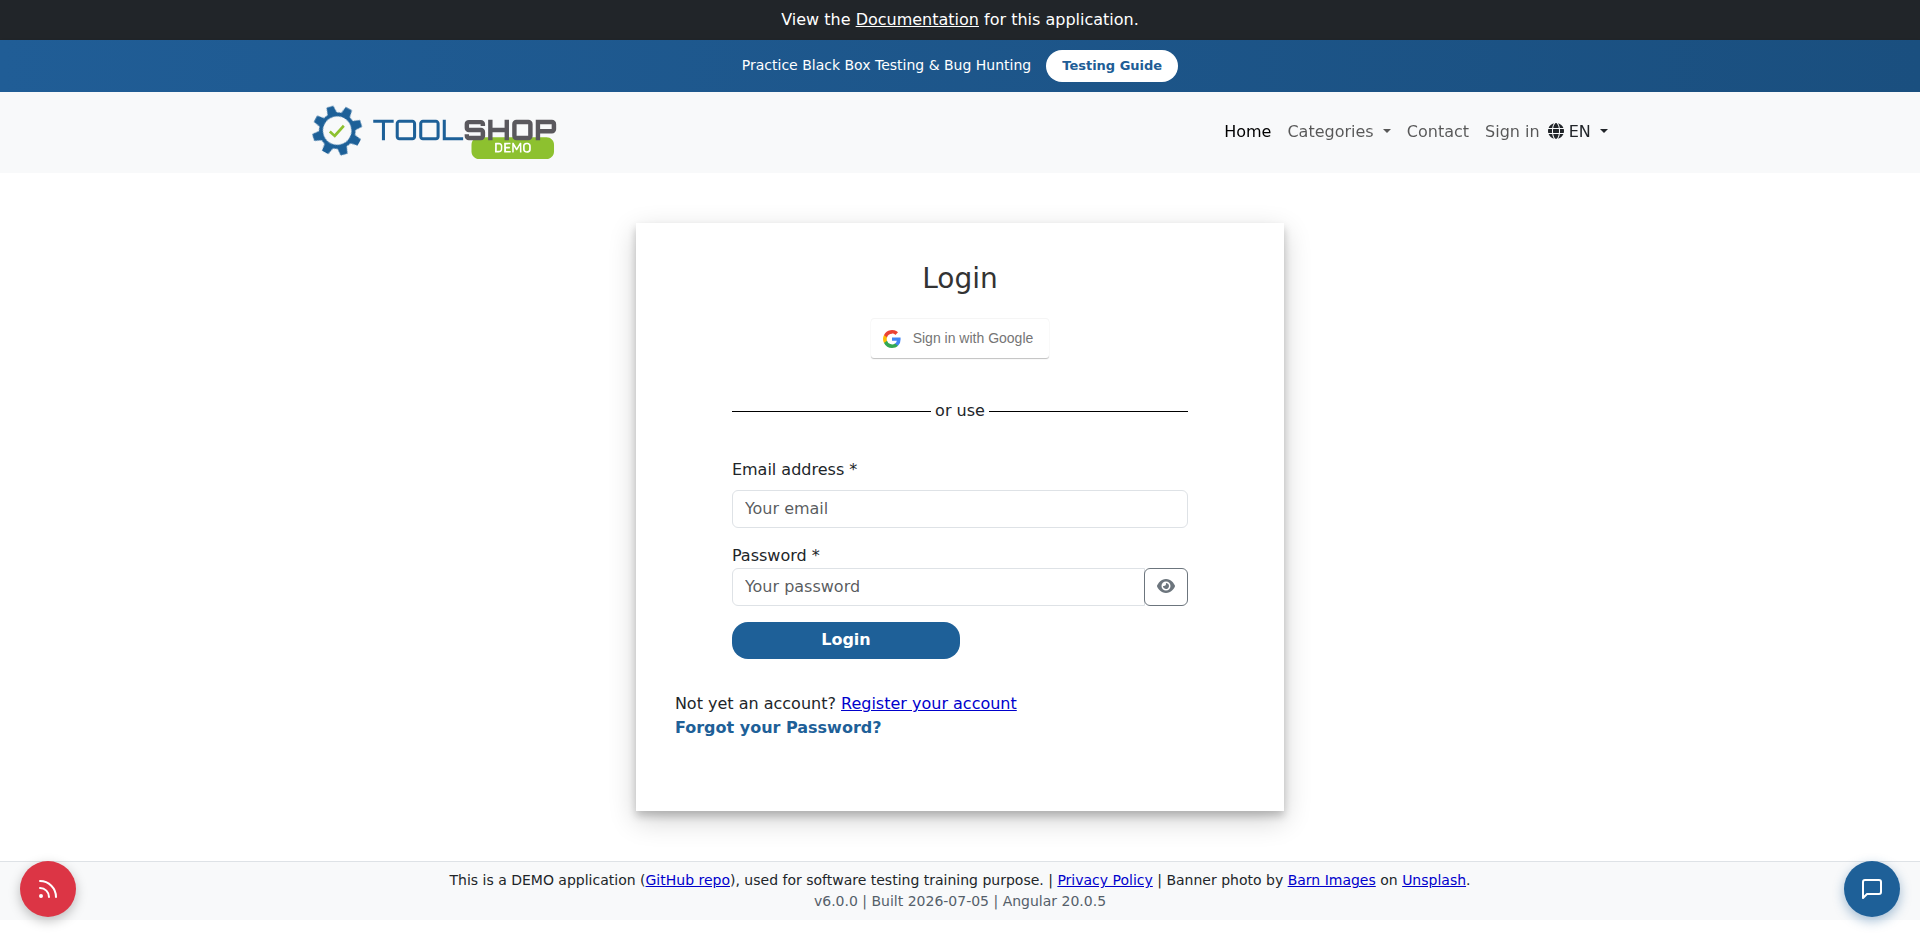 View the Documentation for this application.
Practice Black Box Testing & Bug Hunting Testing Guide
TOOLSHOP
DEMO
Home Categories Contact Sign in EN
Login
Sign in with Google
or use
Email address *
Your email
Password *
Your password
Login
Not yet an account? Register your account
Forgot your Password?
This is a DEMO application (GitHub repo), used for software testing training purpose. | Privacy Policy | Banner photo by Barn Images on Unsplash.
v6.0.0 | Built 2026-07-05 | Angular 20.0.5